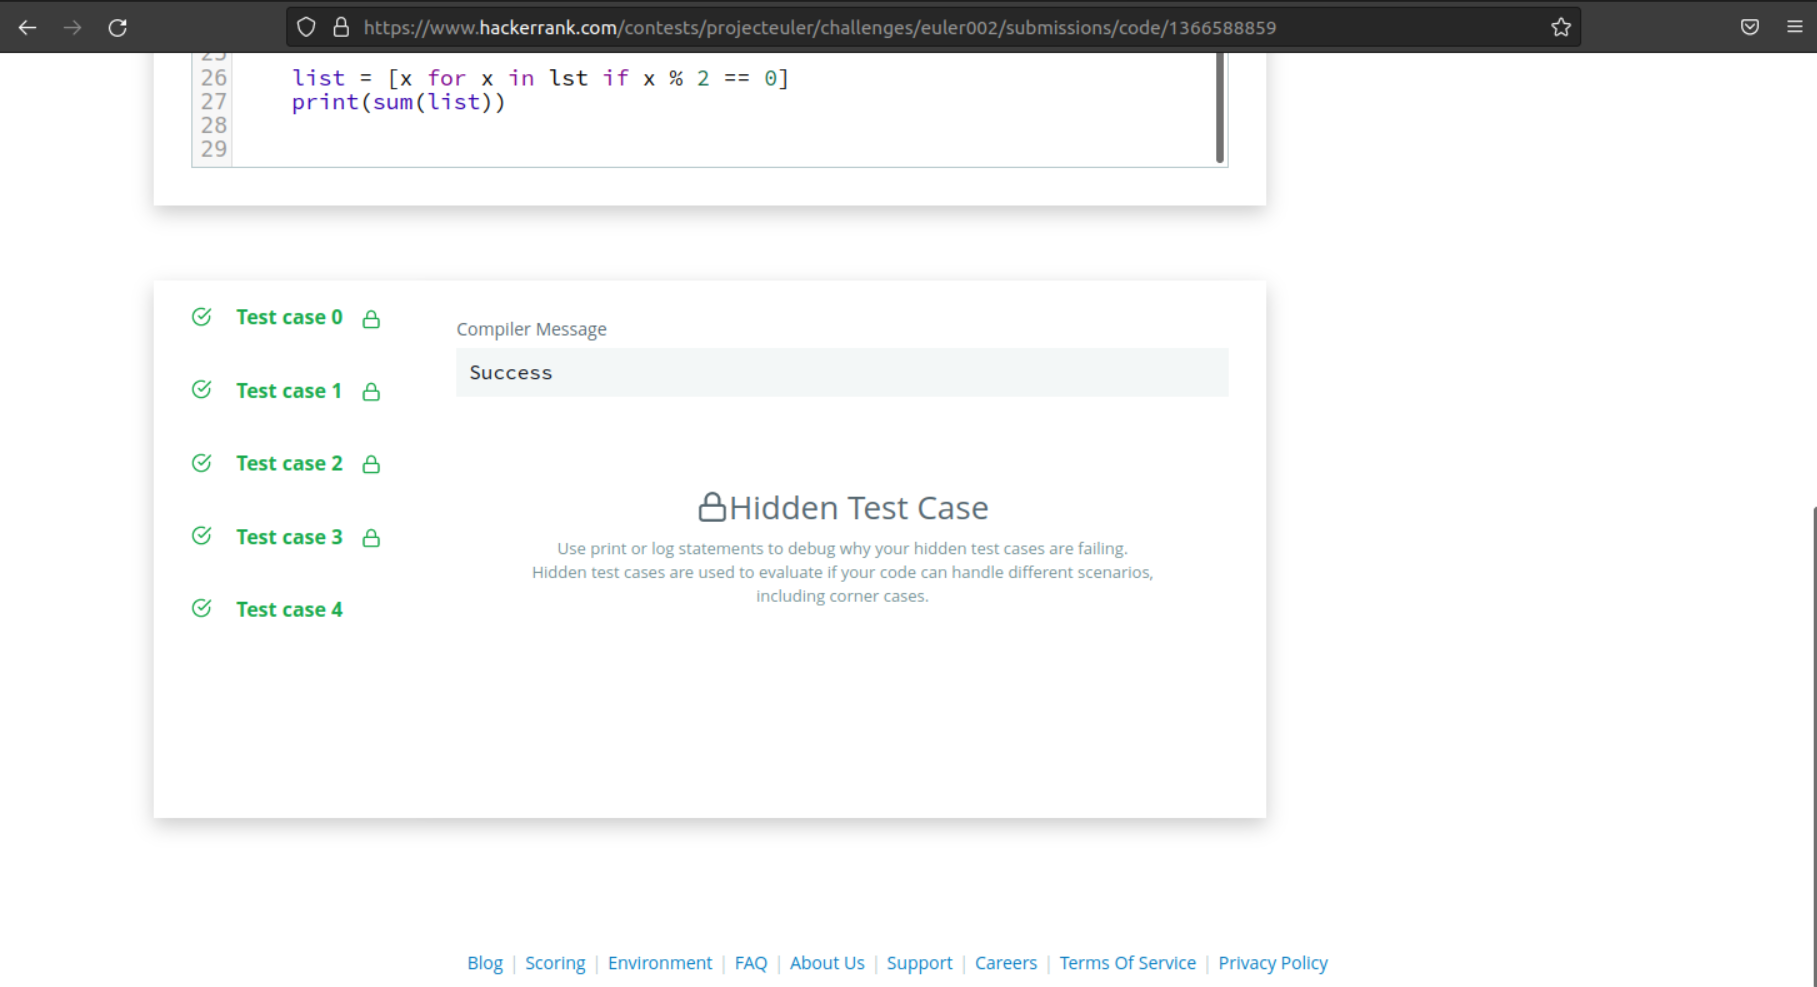 https://www.hackerrank.com/contests/projecteuler/challenges/euler002/submissions/code/1366588859
25
26 list = [x for x in lst if x % 2 == 0]
27 print(sum(list))
28
29
Test case 0
Test case 1
Test case 2
Test case 3
Test case 4
Compiler Message
Success
Hidden Test Case
Use print or log statements to debug why your hidden test cases are failing.
Hidden test cases are used to evaluate if your code can handle different scenarios,
including corner cases.
Blog | Scoring | Environment | FAQ | About Us | Support | Careers | Terms Of Service | Privacy Policy